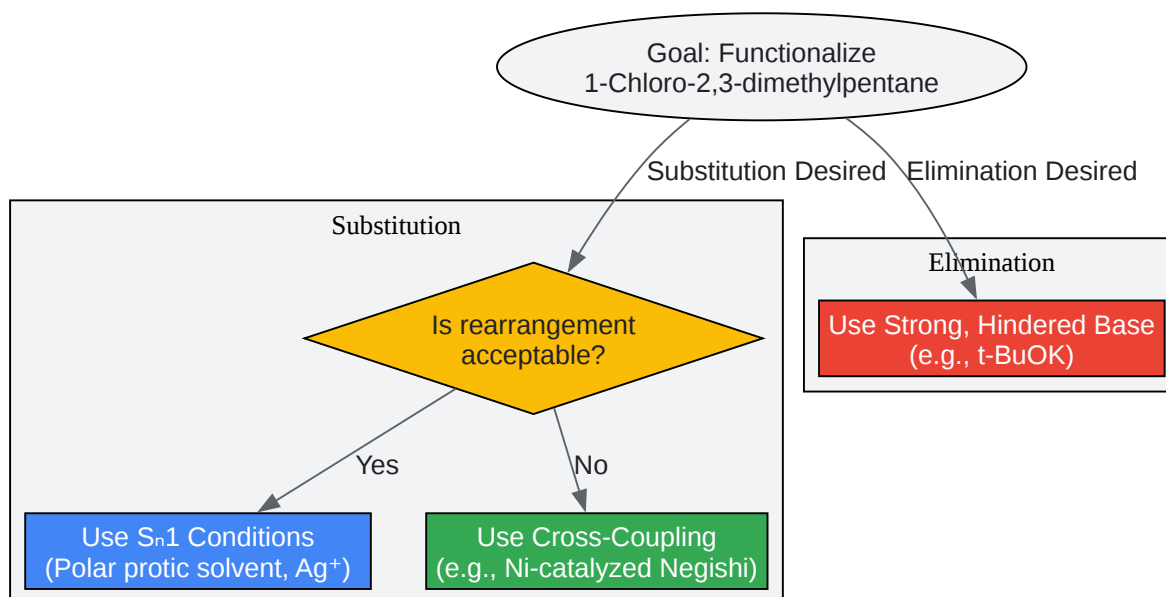 Goal: Functionalize
1-Chloro-2,3-dimethylpentane
Substitution Desired
Elimination Desired
Substitution
Elimination
Is rearrangement
acceptable?
Use Strong, Hindered Base
(e.g., t-BuOK)
Yes
No
Use Sₙ1 Conditions
(Polar protic solvent, Ag⁺)
Use Cross-Coupling
(e.g., Ni-catalyzed Negishi)